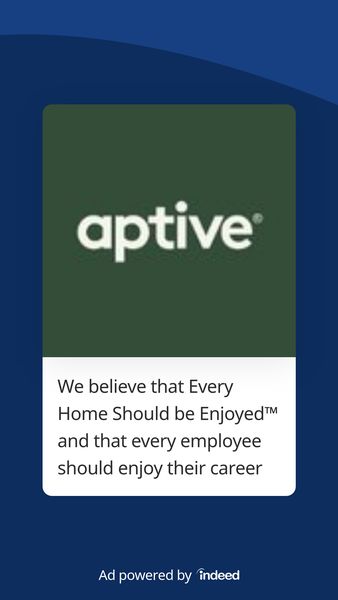 aptive®
We believe that Every
Home Should be Enjoyed™
and that every employee
should enjoy their career
Ad powered by indeed